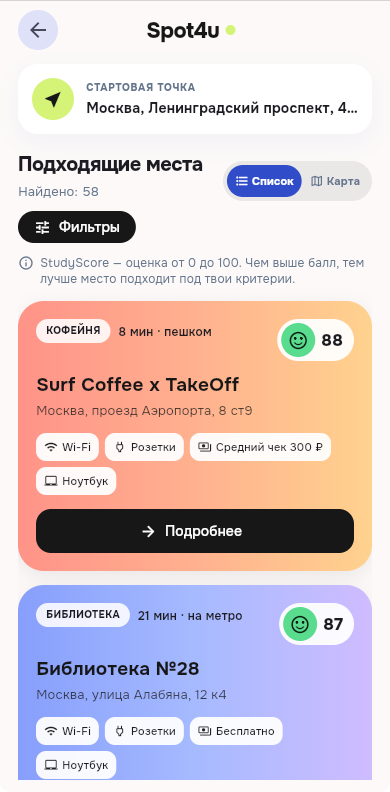 Spot4u
СТАРТОВАЯ ТОЧКА
Москва, Ленинградский проспект, 4...
Подходящие места
Найдено: 58
Список
Карта
Фильтры
StudyScore — оценка от 0 до 100. Чем выше балл, тем
лучше место подходит под твои критерии.
КОФЕЙНЯ 8 мин · пешком 88
Surf Coffee x TakeOff
Москва, проезд Аэропорта, 8 ст9
Wi-Fi Розетки Средний чек 300 ₽
Ноутбук
Подробнее
БИБЛИОТЕКА 21 мин · на метро 87
Библиотека №28
Москва, улица Алабяна, 12 к4
Wi-Fi Розетки Бесплатно
Ноутбук